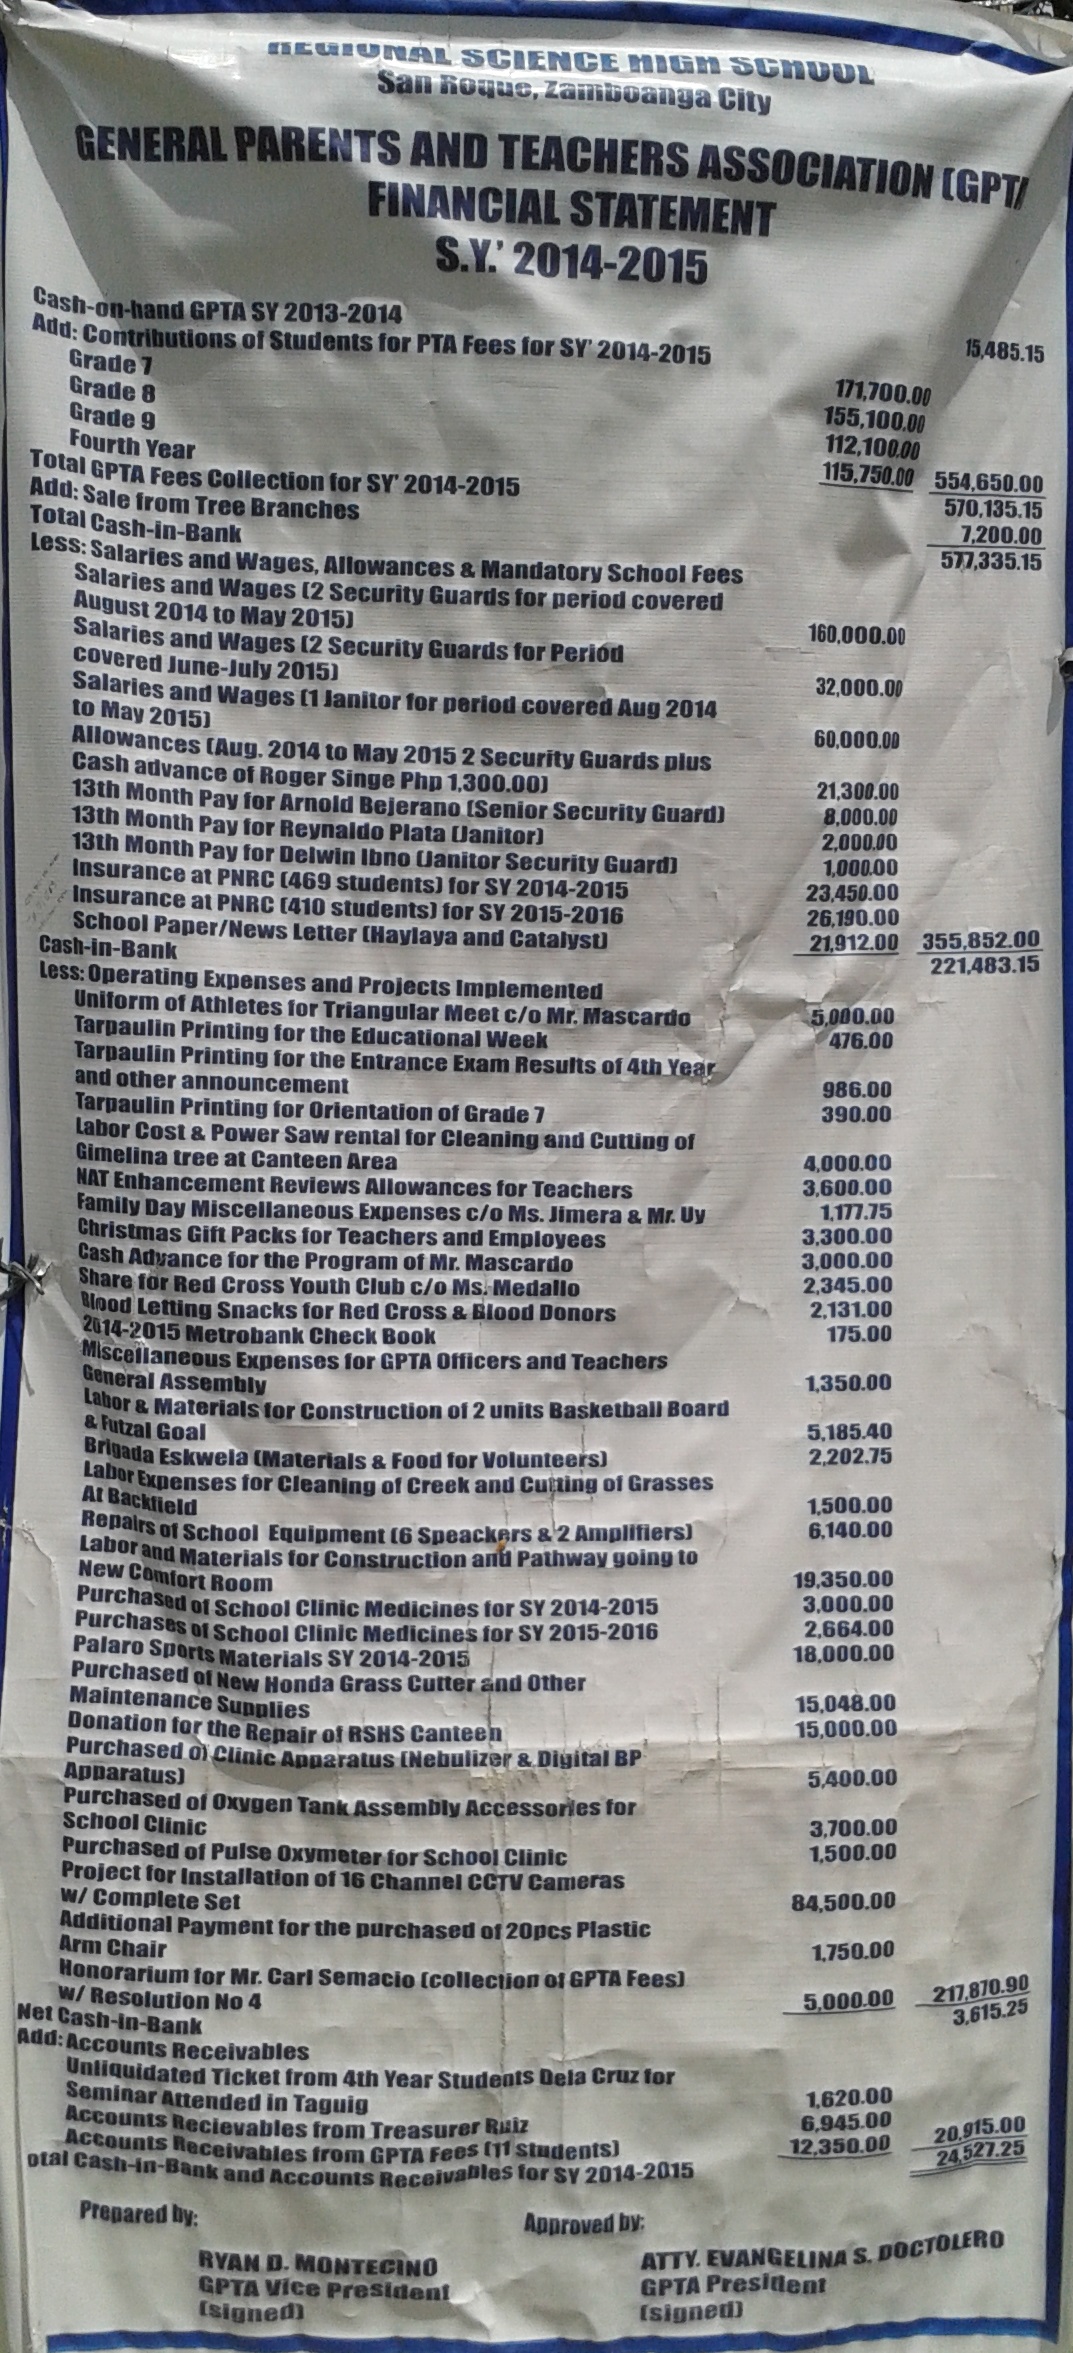 REGIONAL SCIENCE HIGH SCHOOL
San Roque, Zamboanga City
GENERAL PARENTS AND TEACHERS ASSOCIATION (GPTA
FINANCIAL STATEMENT
S.Y.' 2014-2015
Cash-on-hand GPTA SY 2013-2014 15,485.15
Add: Contributions of Students for PTA Fees for SY' 2014-2015
Grade 7 171,700.00
Grade 8 155,100.00
Grade 9 112,100.00
Fourth Year 115,750.00 554,650.00
Total GPTA Fees Collection for SY' 2014-2015 570,135.15
Add: Sale from Tree Branches 7,200.00
Total Cash-in-Bank 577,335.15
Less: Salaries and Wages, Allowances & Mandatory School Fees
Salaries and Wages (2 Security Guards for period covered
August 2014 to May 2015) 160,000.00
Salaries and Wages (2 Security Guards for Period
covered June-July 2015) 32,000.00
Salaries and Wages (1 Janitor for period covered Aug 2014
to May 2015) 60,000.00
Allowances (Aug. 2014 to May 2015 2 Security Guards plus
Cash advance of Roger Singe Php 1,300.00) 21,300.00
13th Month Pay for Arnold Bejerano (Senior Security Guard) 8,000.00
13th Month Pay for Reynaldo Plata (Janitor) 2,000.00
13th Month Pay for Delwin Ibno (Janitor Security Guard) 1,000.00
Insurance at PNRC (469 students) for SY 2014-2015 23,450.00
Insurance at PNRC (410 students) for SY 2015-2016 26,190.00
School Paper/News Letter (Haylaya and Catalyst) 21,912.00 355,852.00
Cash-in-Bank 221,483.15
Less: Operating Expenses and Projects Implemented
Uniform of Athletes for Triangular Meet c/o Mr. Mascardo 5,000.00
Tarpaulin Printing for the Educational Week 476.00
Tarpaulin Printing for the Entrance Exam Results of 4th Year
and other announcement 986.00
Tarpaulin Printing for Orientation of Grade 7 390.00
Labor Cost & Power Saw rental for Cleaning and Cutting of
Gimelina tree at Canteen Area 4,000.00
NAT Enhancement Reviews Allowances for Teachers 3,600.00
Family Day Miscellaneous Expenses c/o Ms. Jimera & Mr. Uy 1,177.75
Christmas Gift Packs for Teachers and Employees 3,300.00
Cash Advance for the Program of Mr. Mascardo 3,000.00
Share for Red Cross Youth Club c/o Ms. Medallo 2,345.00
Blood Letting Snacks for Red Cross & Blood Donors 2,131.00
2014-2015 Metrobank Check Book 175.00
Miscellaneous Expenses for GPTA Officers and Teachers
General Assembly 1,350.00
Labor & Materials for Construction of 2 units Basketball Board
& Futzal Goal 5,185.40
Brigada Eskwela (Materials & Food for Volunteers) 2,202.75
Labor Expenses for Cleaning of Creek and Cutting of Grasses
At Backfield 1,500.00
Repairs of School Equipment (6 Speackers & 2 Amplifiers) 6,140.00
Labor and Materials for Construction and Pathway going to
New Comfort Room 19,350.00
Purchased of School Clinic Medicines for SY 2014-2015 3,000.00
Purchases of School Clinic Medicines for SY 2015-2016 2,664.00
Palaro Sports Materials SY 2014-2015 18,000.00
Purchased of New Honda Grass Cutter and Other
Maintenance Supplies 15,048.00
Donation for the Repair of RSHS Canteen 15,000.00
Purchased of Clinic Apparatus (Nebulizer & Digital BP
Apparatus) 5,400.00
Purchased of Oxygen Tank Assembly Accessories for
School Clinic 3,700.00
Purchased of Pulse Oxymeter for School Clinic 1,500.00
Project for Installation of 16 Channel CCTV Cameras
w/ Complete Set 84,500.00
Additional Payment for the purchased of 20pcs Plastic
Arm Chair 1,750.00
Honorarium for Mr. Carl Semacio (collection of GPTA Fees)
w/ Resolution No 4 5,000.00 217,870.90
Net Cash-in-Bank 3,615.25
Add: Accounts Receivables
Unliquidated Ticket from 4th Year Students Dela Cruz for
Seminar Attended in Taguig 1,620.00
Accounts Recievables from Treasurer Ruiz 6,945.00
Accounts Receivables from GPTA Fees (11 students) 12,350.00 20,915.00
otal Cash-in-Bank and Accounts Receivables for SY 2014-2015 24,527.25
Prepared by: Approved by:
RYAN D. MONTECINO ATTY. EVANGELINA S. DOCTOLERO
GPTA Vice President GPTA President
(signed) (signed)